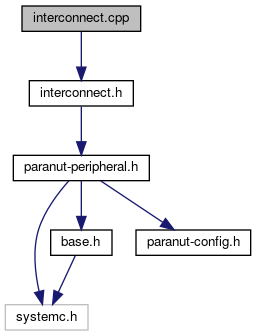 interconnect.cpp
interconnect.h
paranut-peripheral.h
base.h
paranut-config.h
systemc.h